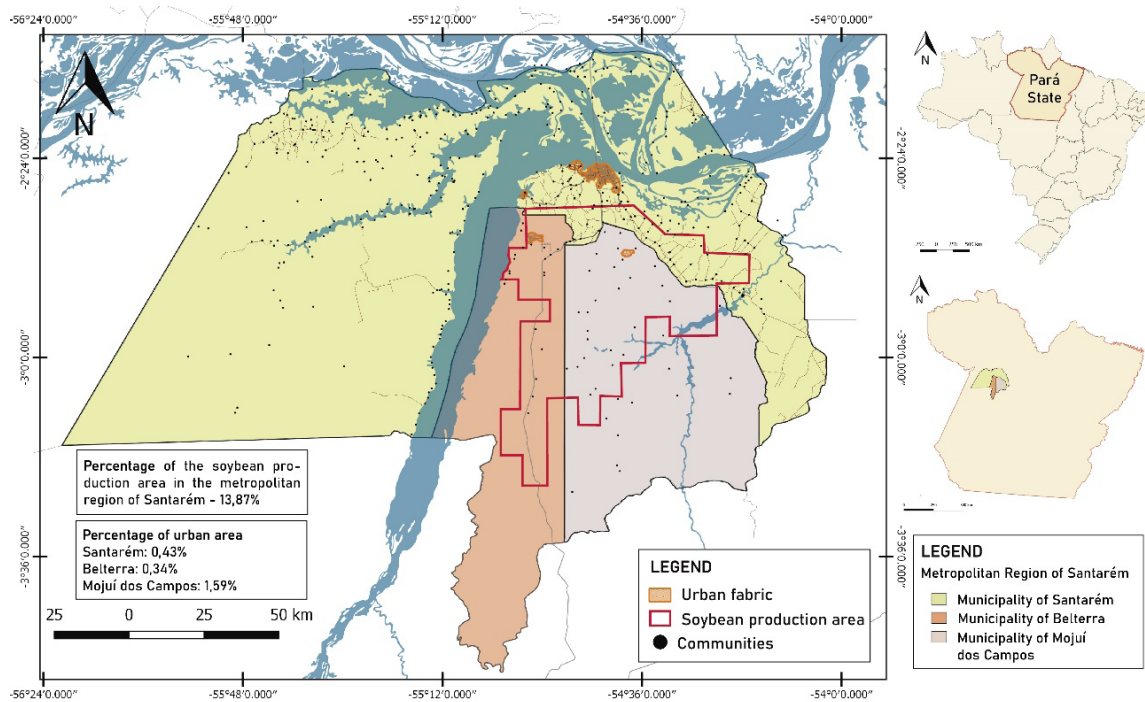 -56°24'0.000"
-55°48'0.000"
-55°12'0.000"
-54°36'0.000"
-54°0'0.000"
N
-2°24'0.000"
-3°0'0.000"
-3°36'0.000"
-2°24'0.000"
-3°0'0.000"
-3°36'0.000"
Percentage of the soybean pro-
duction area in the metropolitan
region of Santarém - 13,87%
Percentage of urban area
Santarém: 0,43%
Belterra: 0,34%
Mojuí dos Campos: 1,59%
25 0 25 50 km
LEGEND
Urban fabric
Soybean production area
Communities
-56°24'0.000"
-55°48'0.000"
-55°12'0.000"
-54°36'0.000"
-54°0'0.000"
N
Pará
State
250 0 250 500 km
N
LEGEND
Metropolitan Region of Santarém
Municipality of Santarém
Municipality of Belterra
Municipality of Mojuí
dos Campos